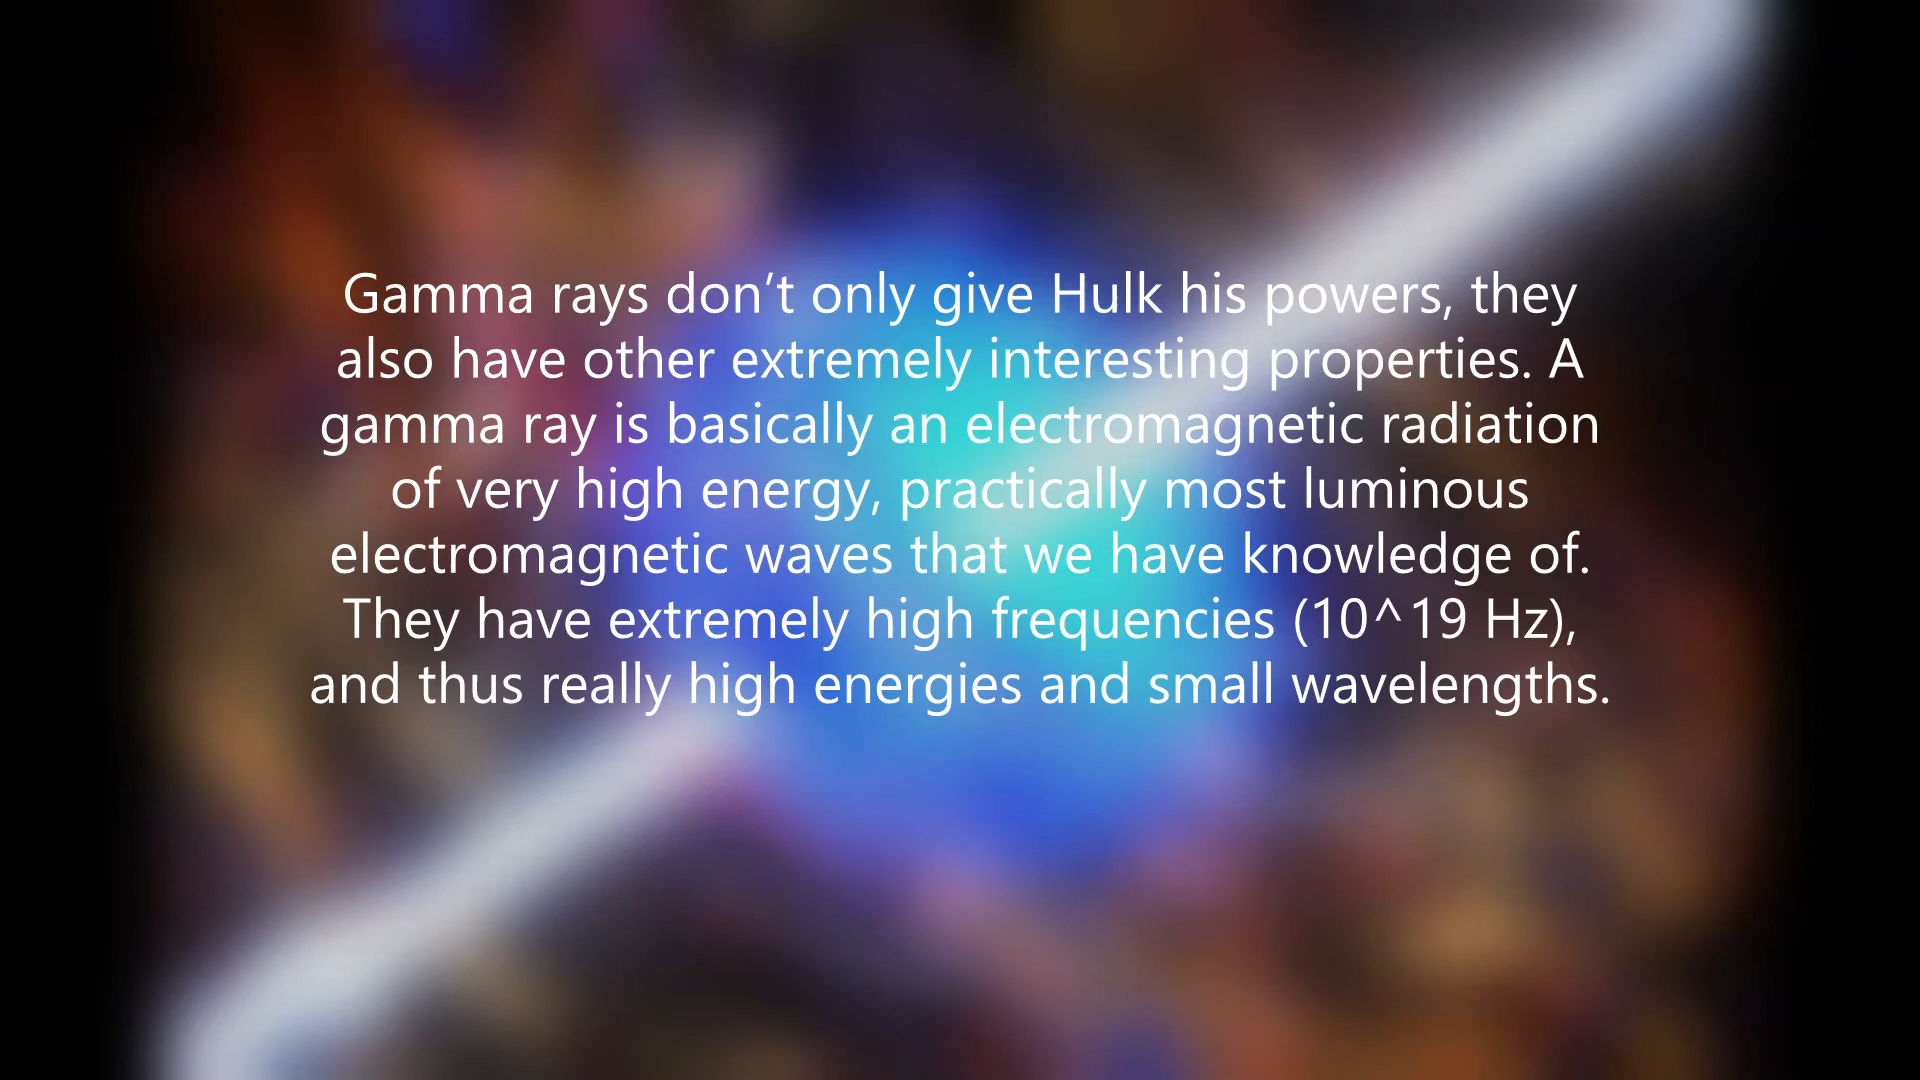 Gamma rays don’t only give Hulk his powers, they
also have other extremely interesting properties. A
gamma ray is basically an electromagnetic radiation
of very high energy, practically most luminous
electromagnetic waves that we have knowledge of.
They have extremely high frequencies (10^19 Hz),
and thus really high energies and small wavelengths.